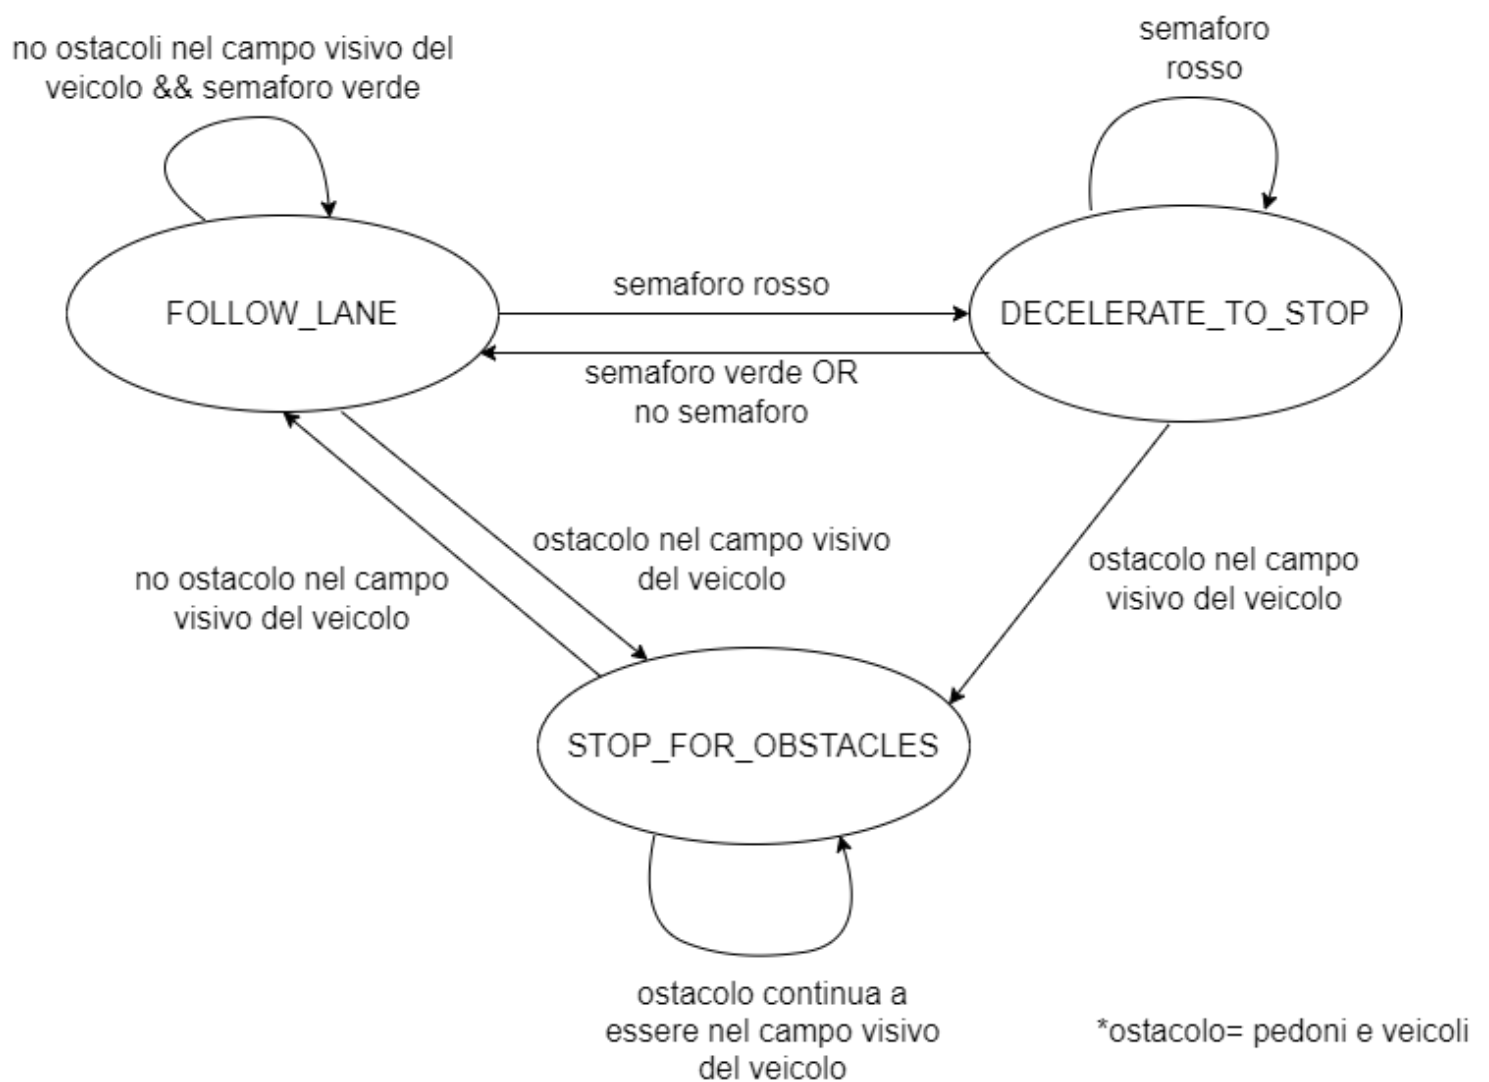 semaforo
rosso
no ostacoli nel campo visivo del
veicolo && semaforo verde
FOLLOW_LANE
semaforo rosso
DECELERATE_TO_STOP
semaforo verde OR
no semaforo
ostacolo nel campo visivo
del veicolo
ostacolo nel campo
visivo del veicolo
no ostacolo nel campo
visivo del veicolo
STOP_FOR_OBSTACLES
ostacolo continua a
essere nel campo visivo
del veicolo
*ostacolo= pedoni e veicoli